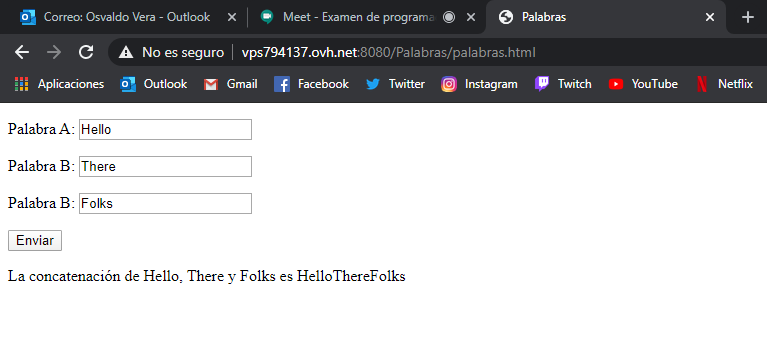 Correo: Osvaldo Vera - Outlook Meet - Examen de programa Palabras
No es seguro vps794137.ovh.net:8080/Palabras/palabras.html
Aplicaciones Outlook Gmail Facebook Twitter Instagram Twitch YouTube Netflix
Palabra A: Hello
Palabra B: There
Palabra B: Folks
Enviar
La concatenación de Hello, There y Folks es HelloThereFolks